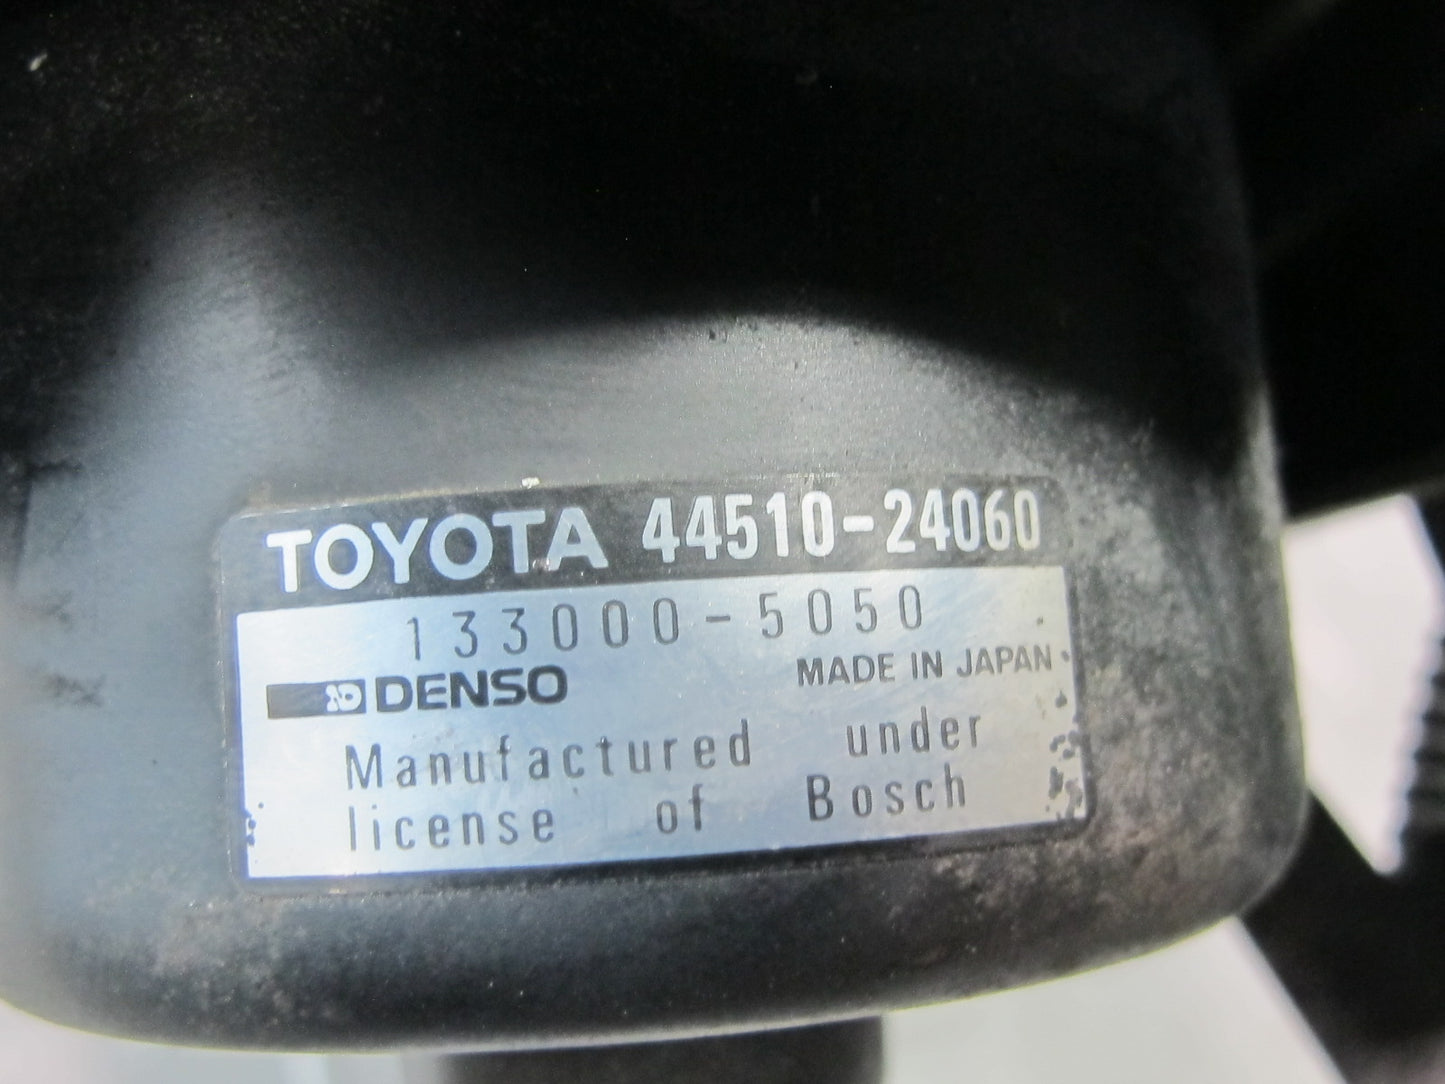 TOYOTA 44510-24060
133000-5050
DENSO MADE IN JAPAN
Manufactured under
license of Bosch